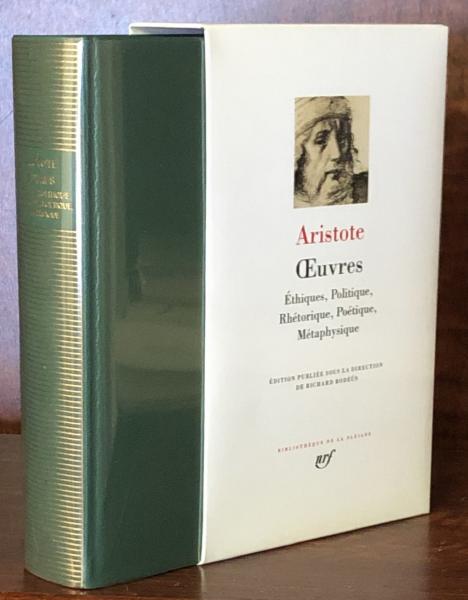 Aristote
Œuvres
Éthiques, Politique,
Rhétorique, Poétique,
Métaphysique
ÉDITION PUBLIÉE SOUS LA DIRECTION
DE RICHARD BODÉÜS
BIBLIOTHÈQUE DE LA PLÉIADE
nrf